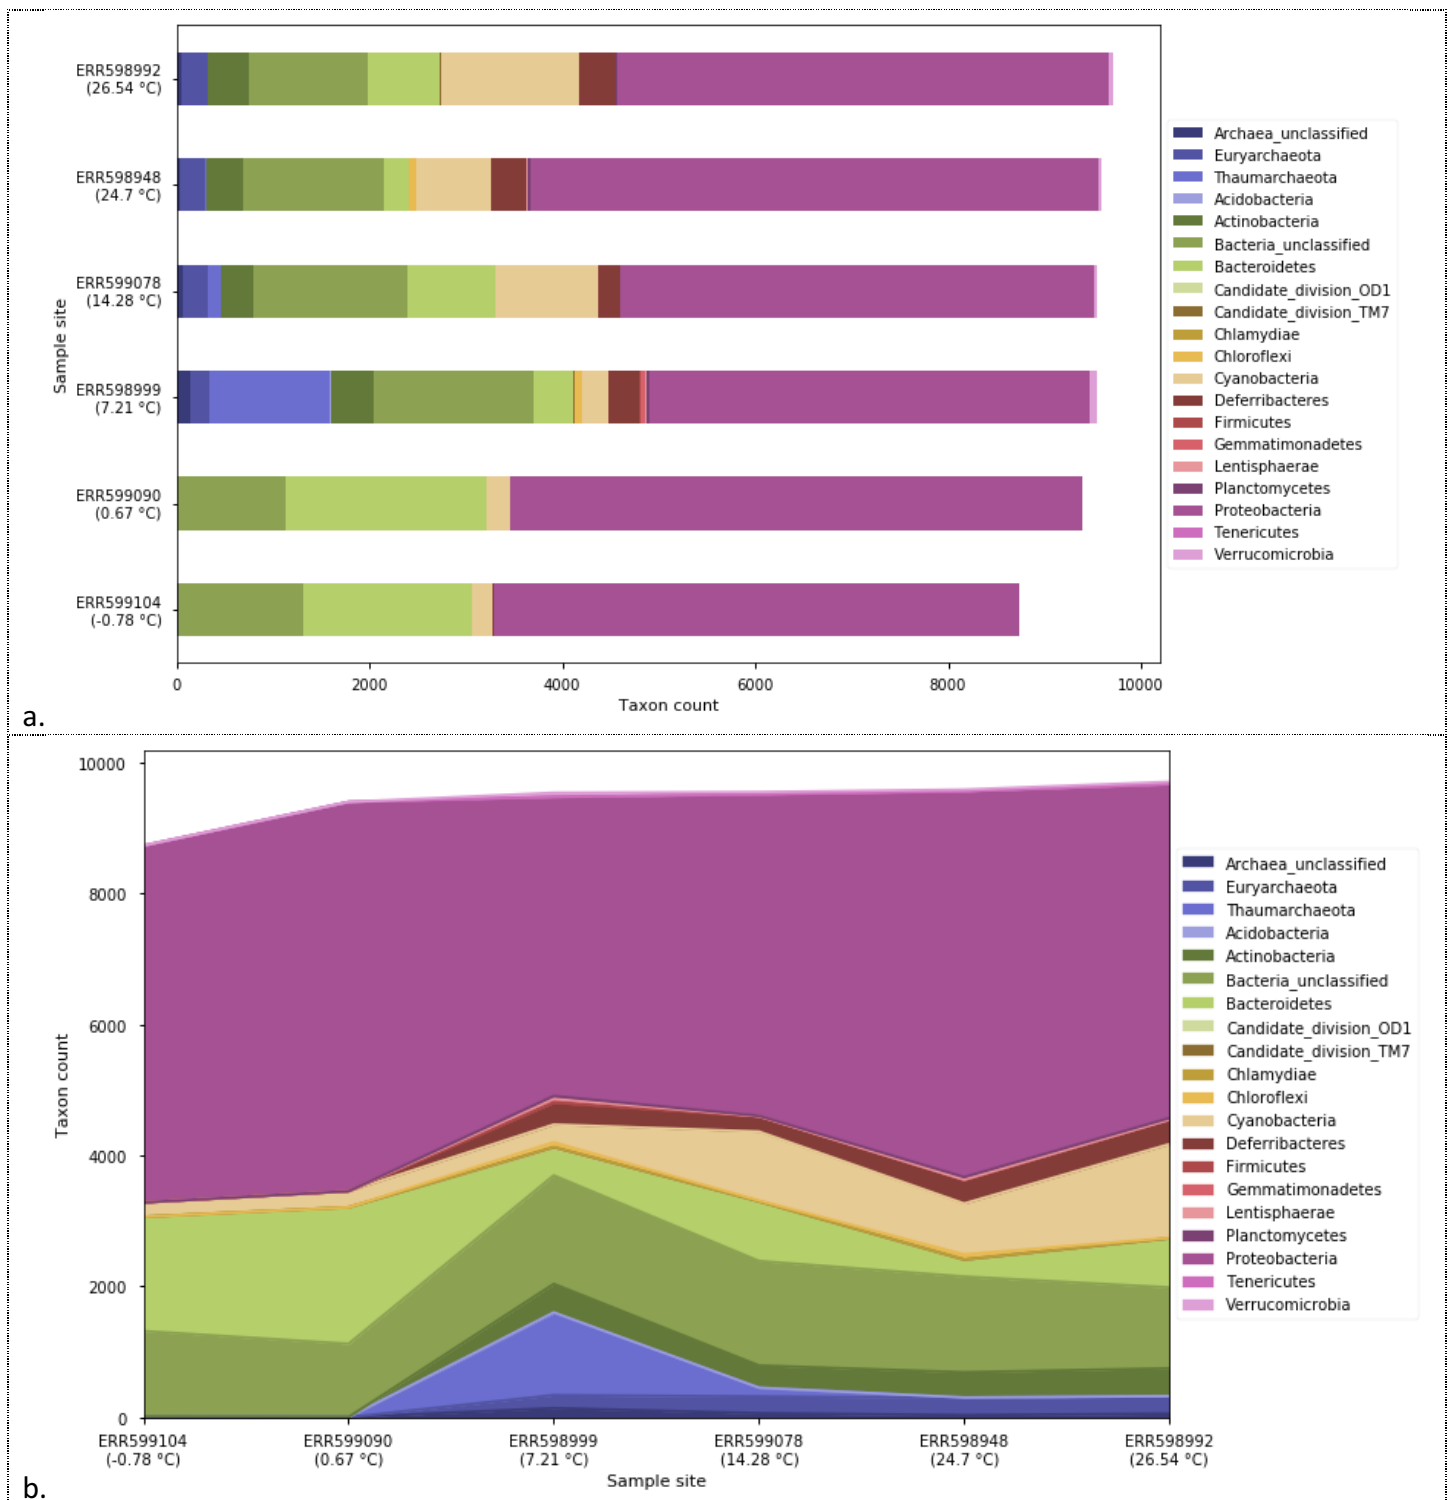 ERR598992
(26.54 °C)
ERR598948
(24.7 °C)
ERR599078
(14.28 °C)
ERR598999
(7.21 °C)
ERR599090
(0.67 °C)
ERR599104
(-0.78 °C)
Sample site
0 2000 4000 6000 8000 10000
Taxon count
Archaea_unclassified
Euryarchaeota
Thaumarchaeota
Acidobacteria
Actinobacteria
Bacteria_unclassified
Bacteroidetes
Candidate_division_OD1
Candidate_division_TM7
Chlamydiae
Chloroflexi
Cyanobacteria
Deferribacteres
Firmicutes
Gemmatimonadetes
Lentisphaerae
Planctomycetes
Proteobacteria
Tenericutes
Verrucomicrobia
a.
10000
8000
6000
4000
2000
0
Taxon count
ERR599104 ERR599090 ERR598999 ERR599078 ERR598948 ERR598992
(-0.78 °C) (0.67 °C) (7.21 °C) (14.28 °C) (24.7 °C) (26.54 °C)
Sample site
Archaea_unclassified
Euryarchaeota
Thaumarchaeota
Acidobacteria
Actinobacteria
Bacteria_unclassified
Bacteroidetes
Candidate_division_OD1
Candidate_division_TM7
Chlamydiae
Chloroflexi
Cyanobacteria
Deferribacteres
Firmicutes
Gemmatimonadetes
Lentisphaerae
Planctomycetes
Proteobacteria
Tenericutes
Verrucomicrobia
b.